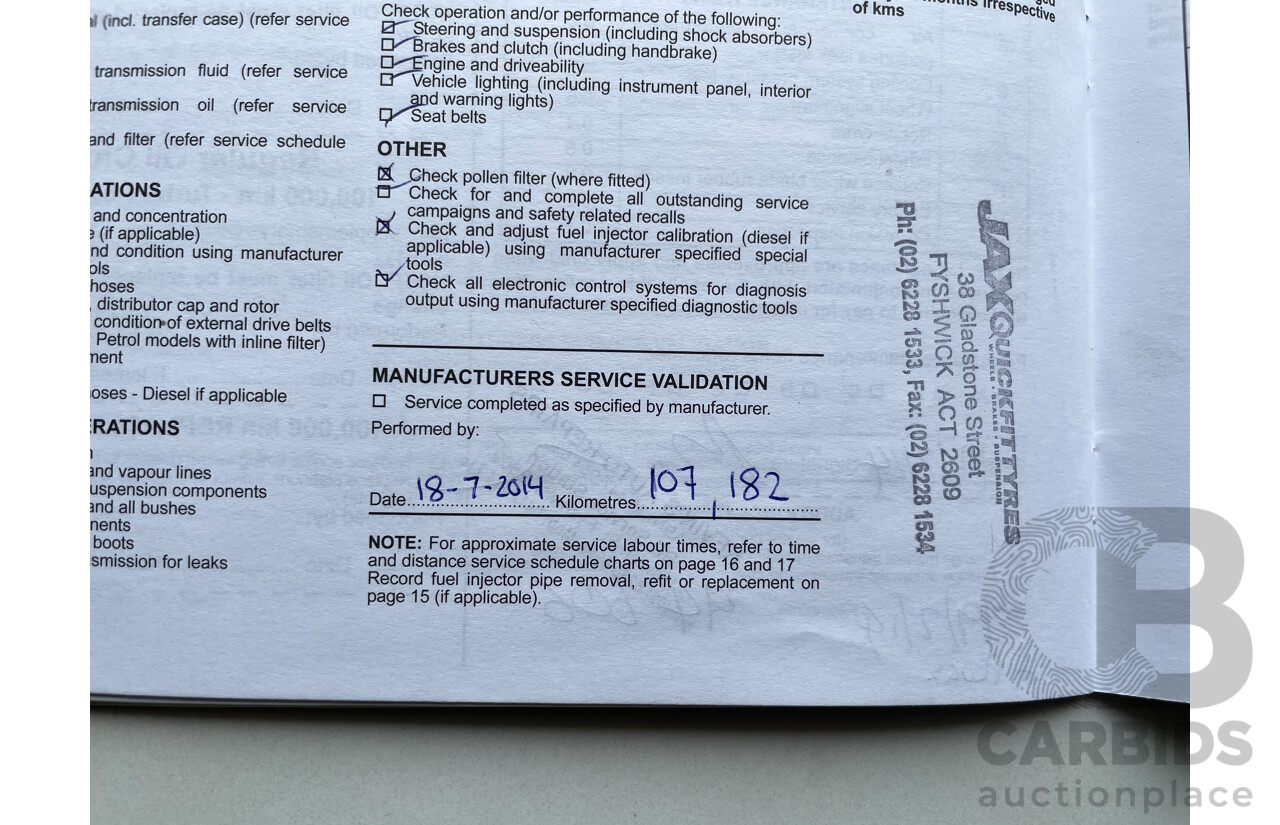 al (incl. transfer case) (refer service
transmission fluid (refer service
transmission oil (refer service
and filter (refer service schedule
ATIONS
and concentration
e (if applicable)
nd condition using manufacturer
ols
hoses
, distributor cap and rotor
condition of external drive belts
Petrol models with inline filter)
ment
oses - Diesel if applicable
ERATIONS
and vapour lines
uspension components
and all bushes
nents
boots
smission for leaks
Check operation and/or performance of the following:
Steering and suspension (including shock absorbers)
Brakes and clutch (including handbrake)
Engine and driveability
Vehicle lighting (including instrument panel, interior
and warning lights)
Seat belts
OTHER
Check pollen filter (where fitted)
Check for and complete all outstanding service
campaigns and safety related recalls
Check and adjust fuel injector calibration (diesel if
applicable) using manufacturer specified special
tools
Check all electronic control systems for diagnosis
output using manufacturer specified diagnostic tools
MANUFACTURERS SERVICE VALIDATION
Service completed as specified by manufacturer.
Performed by:
Date 18-7-2014 Kilometres 107,182
NOTE: For approximate service labour times, refer to time
and distance service schedule charts on page 16 and 17
Record fuel injector pipe removal, refit or replacement on
page 15 (if applicable).
months irrespective
of kms
JAXQUICKFITTYRES
WHEELS • BRAKES • SUSPENSION
38 Gladstone Street
FYSHWICK ACT 2609
Ph: (02) 6228 1533, Fax: (02) 6228 1534
CB
CARBIDS
auctionplace